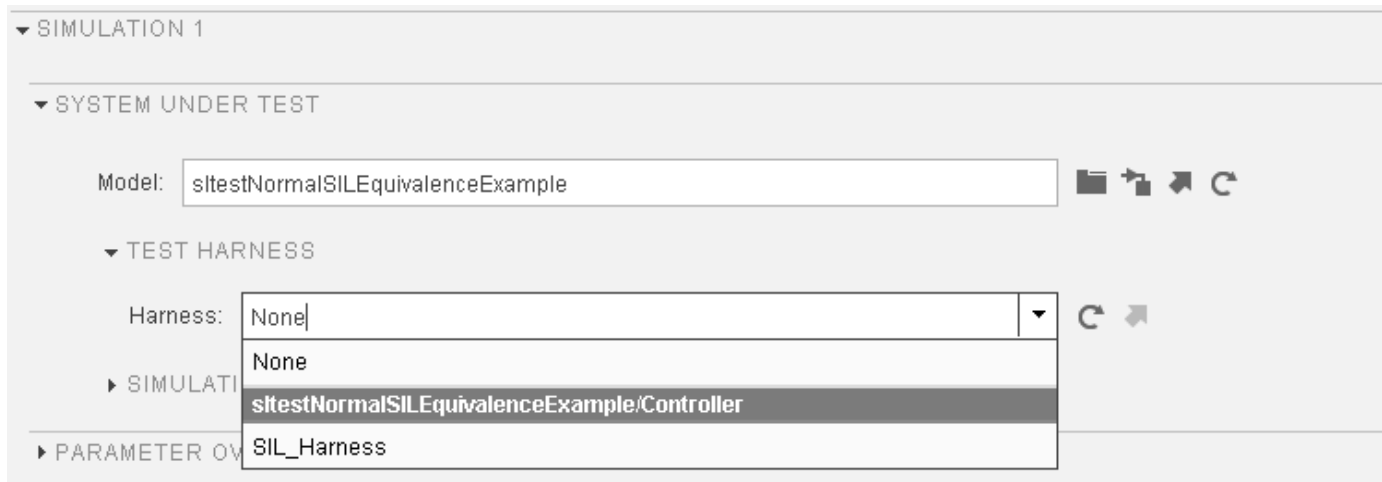 SIMULATION 1
SYSTEM UNDER TEST
Model: sltestNormalSILEquivalenceExample
TEST HARNESS
Harness: None
None
SIMULATI
sltestNormalSILEquivalenceExample/Controller
SIL_Harness
PARAMETER OV